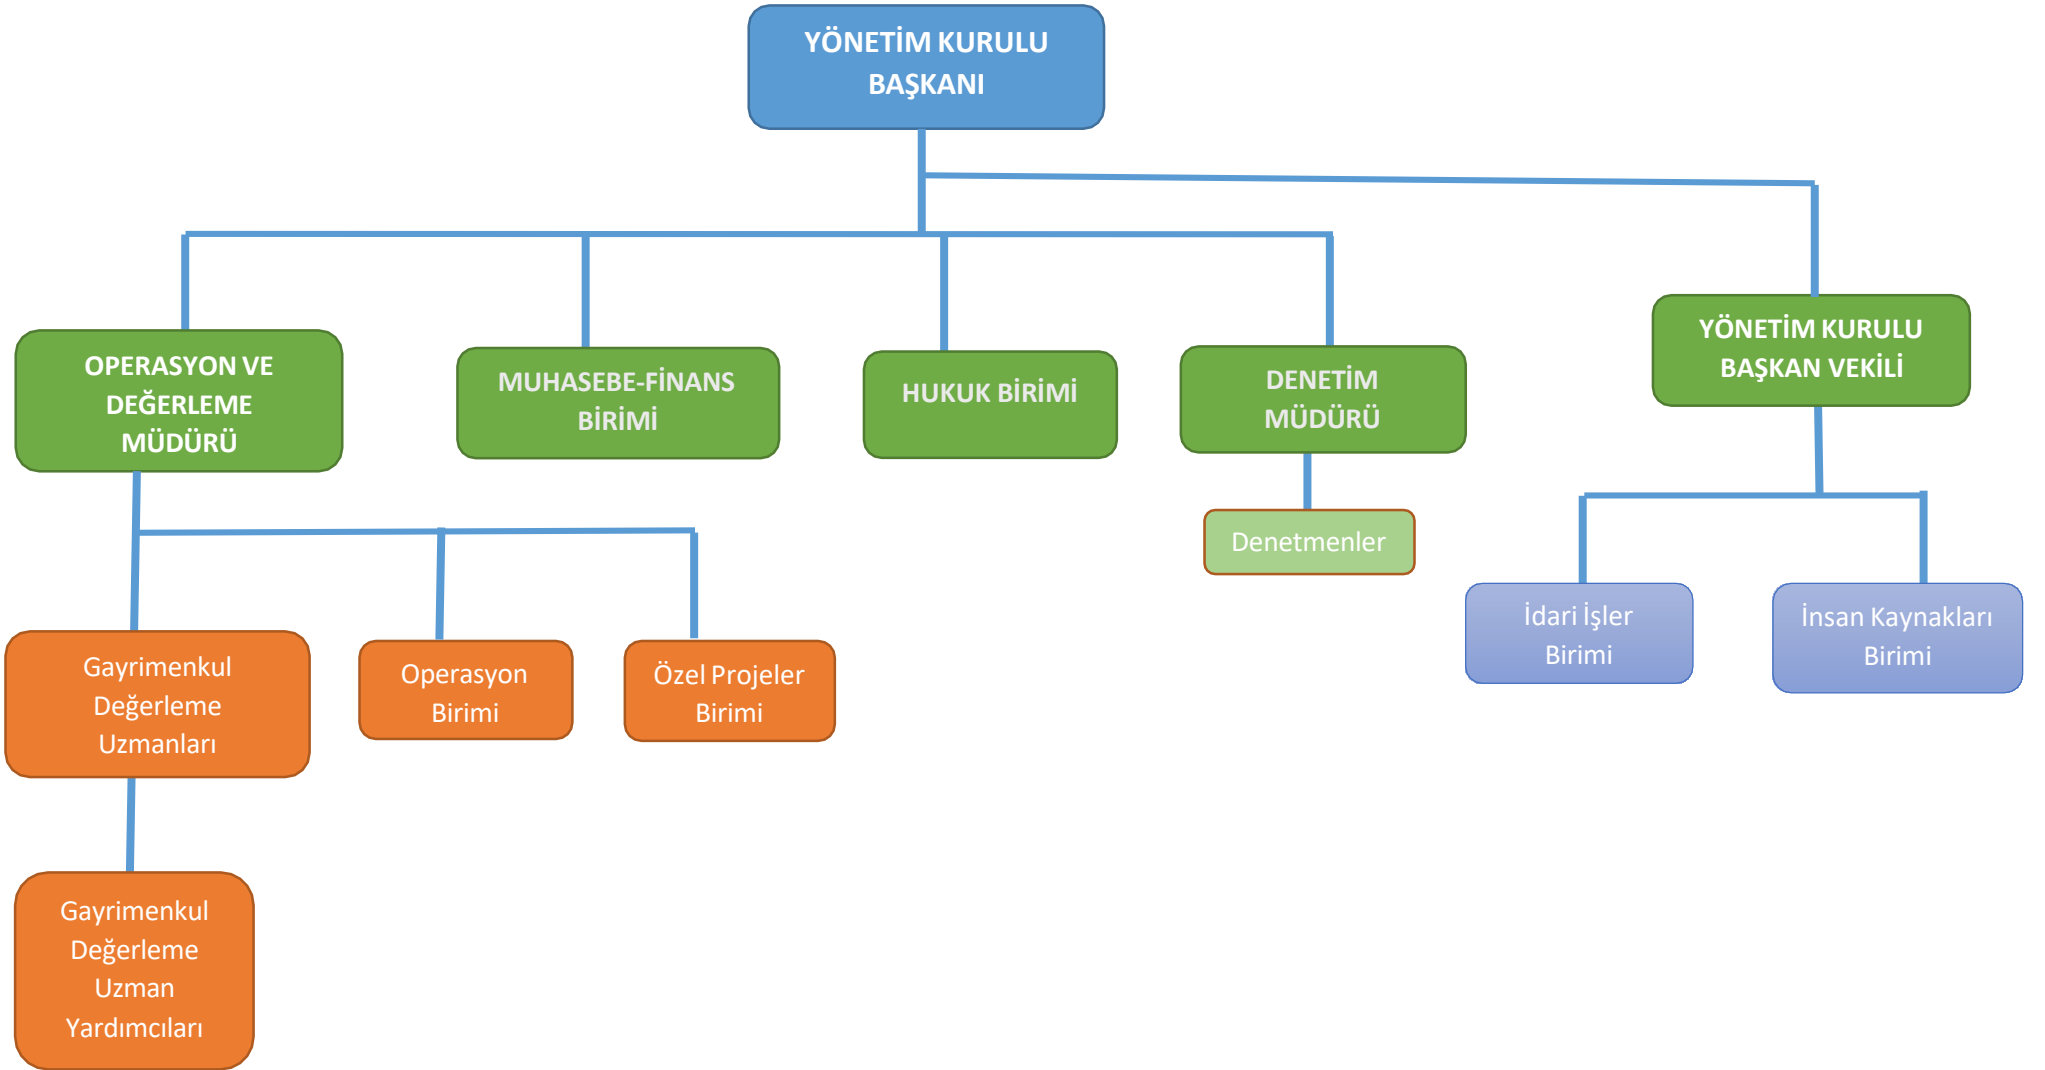 YÖNETİM KURULU
BAŞKANI
OPERASYON VE
DEĞERLEME
MÜDÜRÜ
MUHASEBE-FİNANS
BİRİMİ
HUKUK BİRİMİ
DENETİM
MÜDÜRÜ
YÖNETİM KURULU
BAŞKAN VEKİLİ
Denetmenler
İdari İşler
Birimi
İnsan Kaynakları
Birimi
Gayrimenkul
Değerleme
Uzmanları
Operasyon
Birimi
Özel Projeler
Birimi
Gayrimenkul
Değerleme
Uzman
Yardımcıları